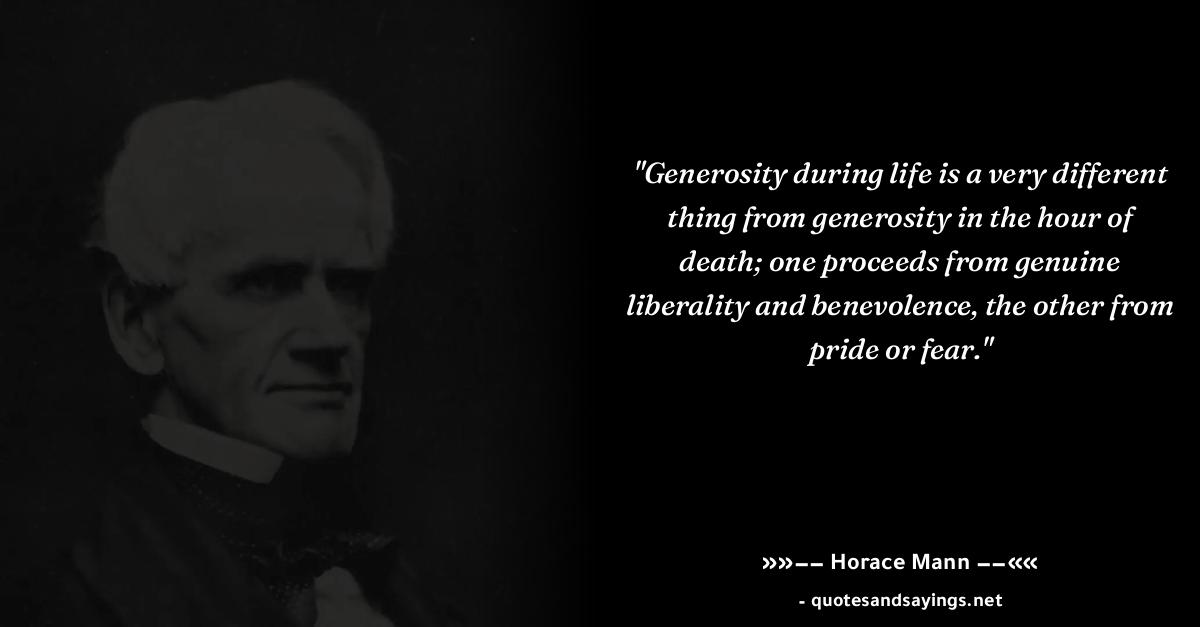 "Generosity during life is a very different
thing from generosity in the hour of
death; one proceeds from genuine
liberality and benevolence, the other from
pride or fear."
»»−− Horace Mann −−««
- quotesandsayings.net